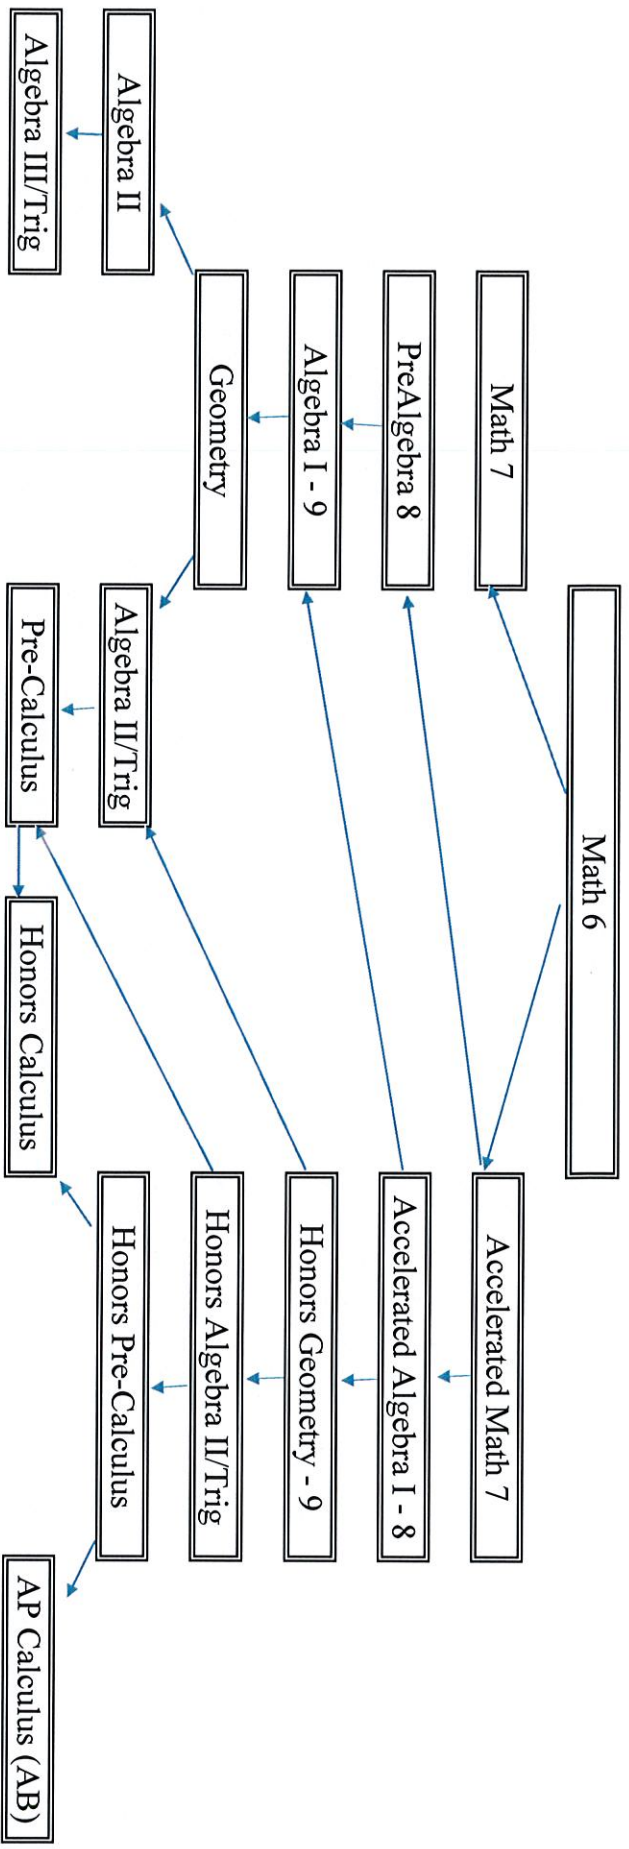 Math 6
Math 7
Accelerated Math 7
PreAlgebra 8
Accelerated Algebra I - 8
Algebra I - 9
Honors Geometry - 9
Geometry
Honors Algebra II/Trig
Algebra II
Algebra II/Trig
Honors Pre-Calculus
Algebra III/Trig
Pre-Calculus
Honors Calculus
AP Calculus (AB)